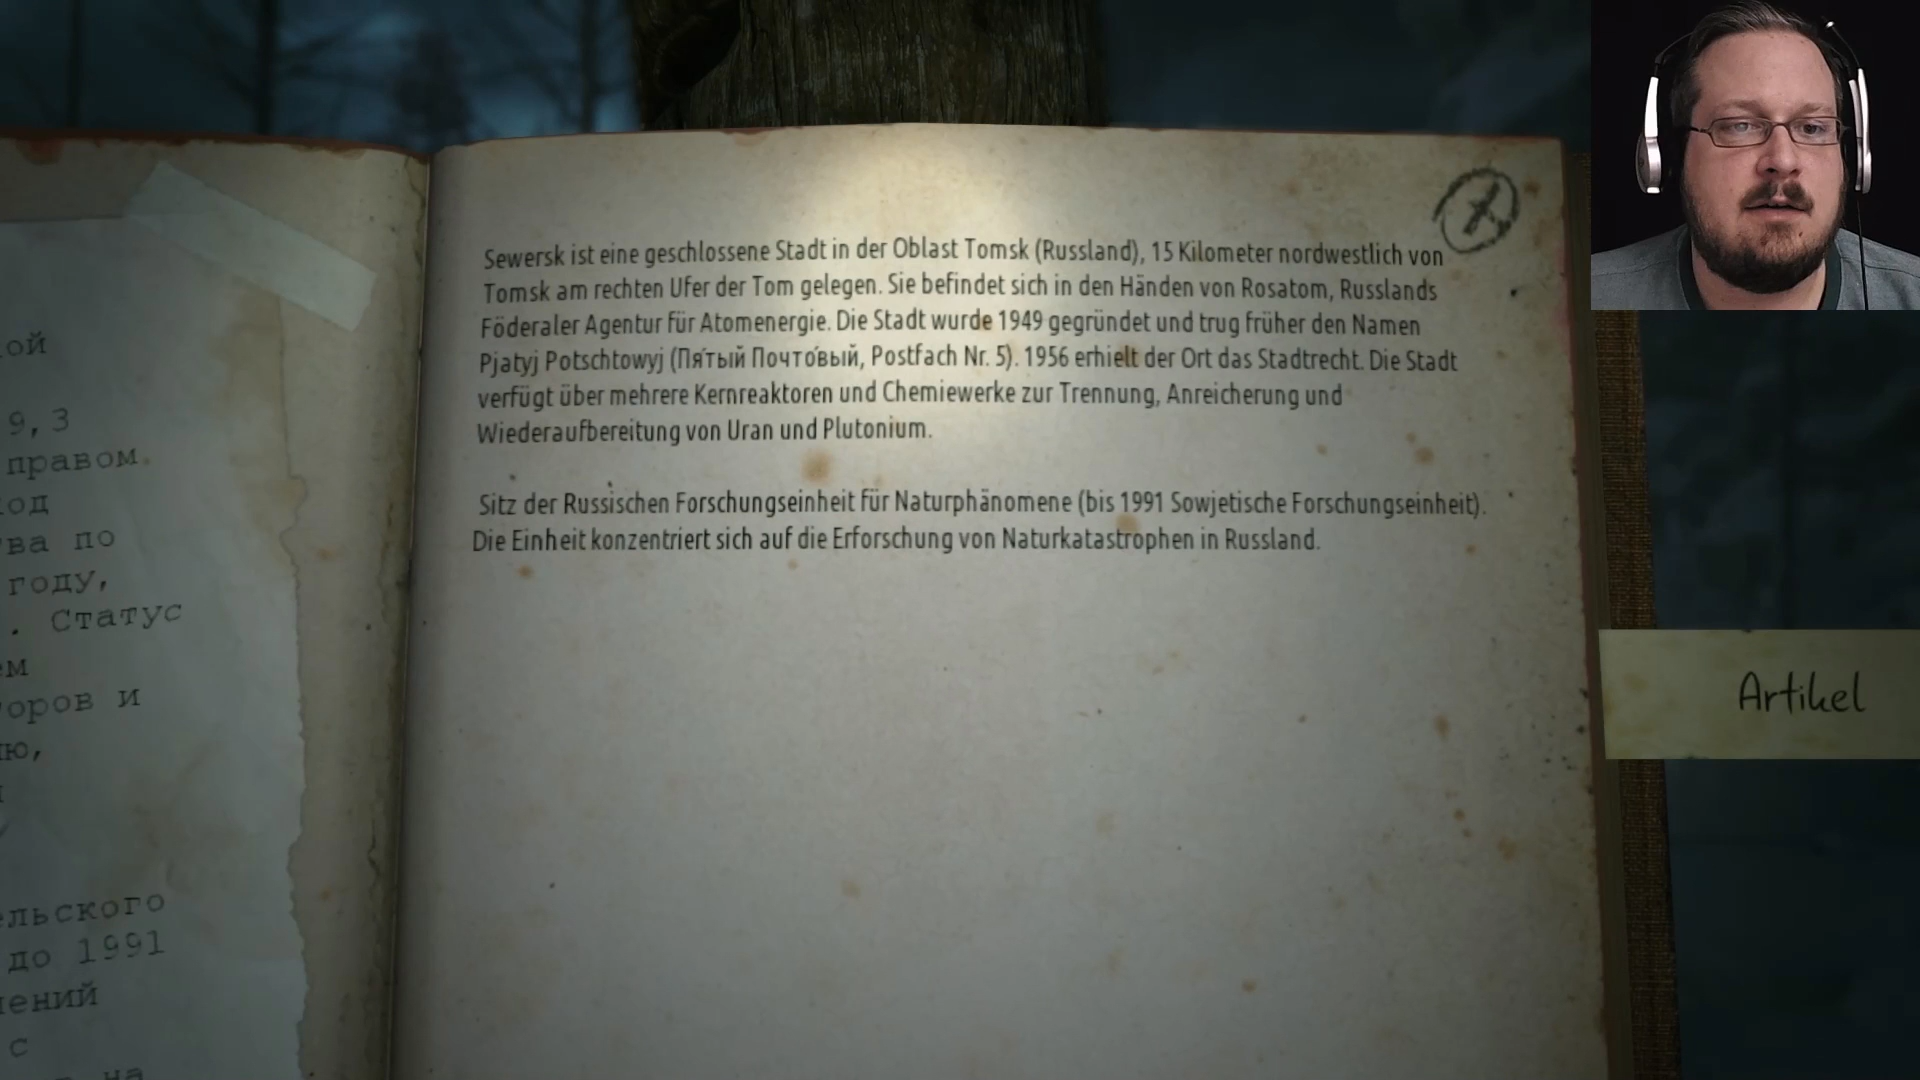 ой
9,3
правом.
од
ва по
году,
. Статус
ем
оров и
ю,
ельского
до 1991
ений
с
на
Sewersk ist eine geschlossene Stadt in der Oblast Tomsk (Russland), 15 Kilometer nordwestlich von
Tomsk am rechten Ufer der Tom gelegen. Sie befindet sich in den Händen von Rosatom, Russlands
Föderaler Agentur für Atomenergie. Die Stadt wurde 1949 gegründet und trug früher den Namen
Pjatyj Potschtowyj (Пя́тый Почто́вый, Postfach Nr. 5). 1956 erhielt der Ort das Stadtrecht. Die Stadt
verfügt über mehrere Kernreaktoren und Chemiewerke zur Trennung, Anreicherung und
Wiederaufbereitung von Uran und Plutonium.
Sitz der Russischen Forschungseinheit für Naturphänomene (bis 1991 Sowjetische Forschungseinheit).
Die Einheit konzentriert sich auf die Erforschung von Naturkatastrophen in Russland.
Artikel